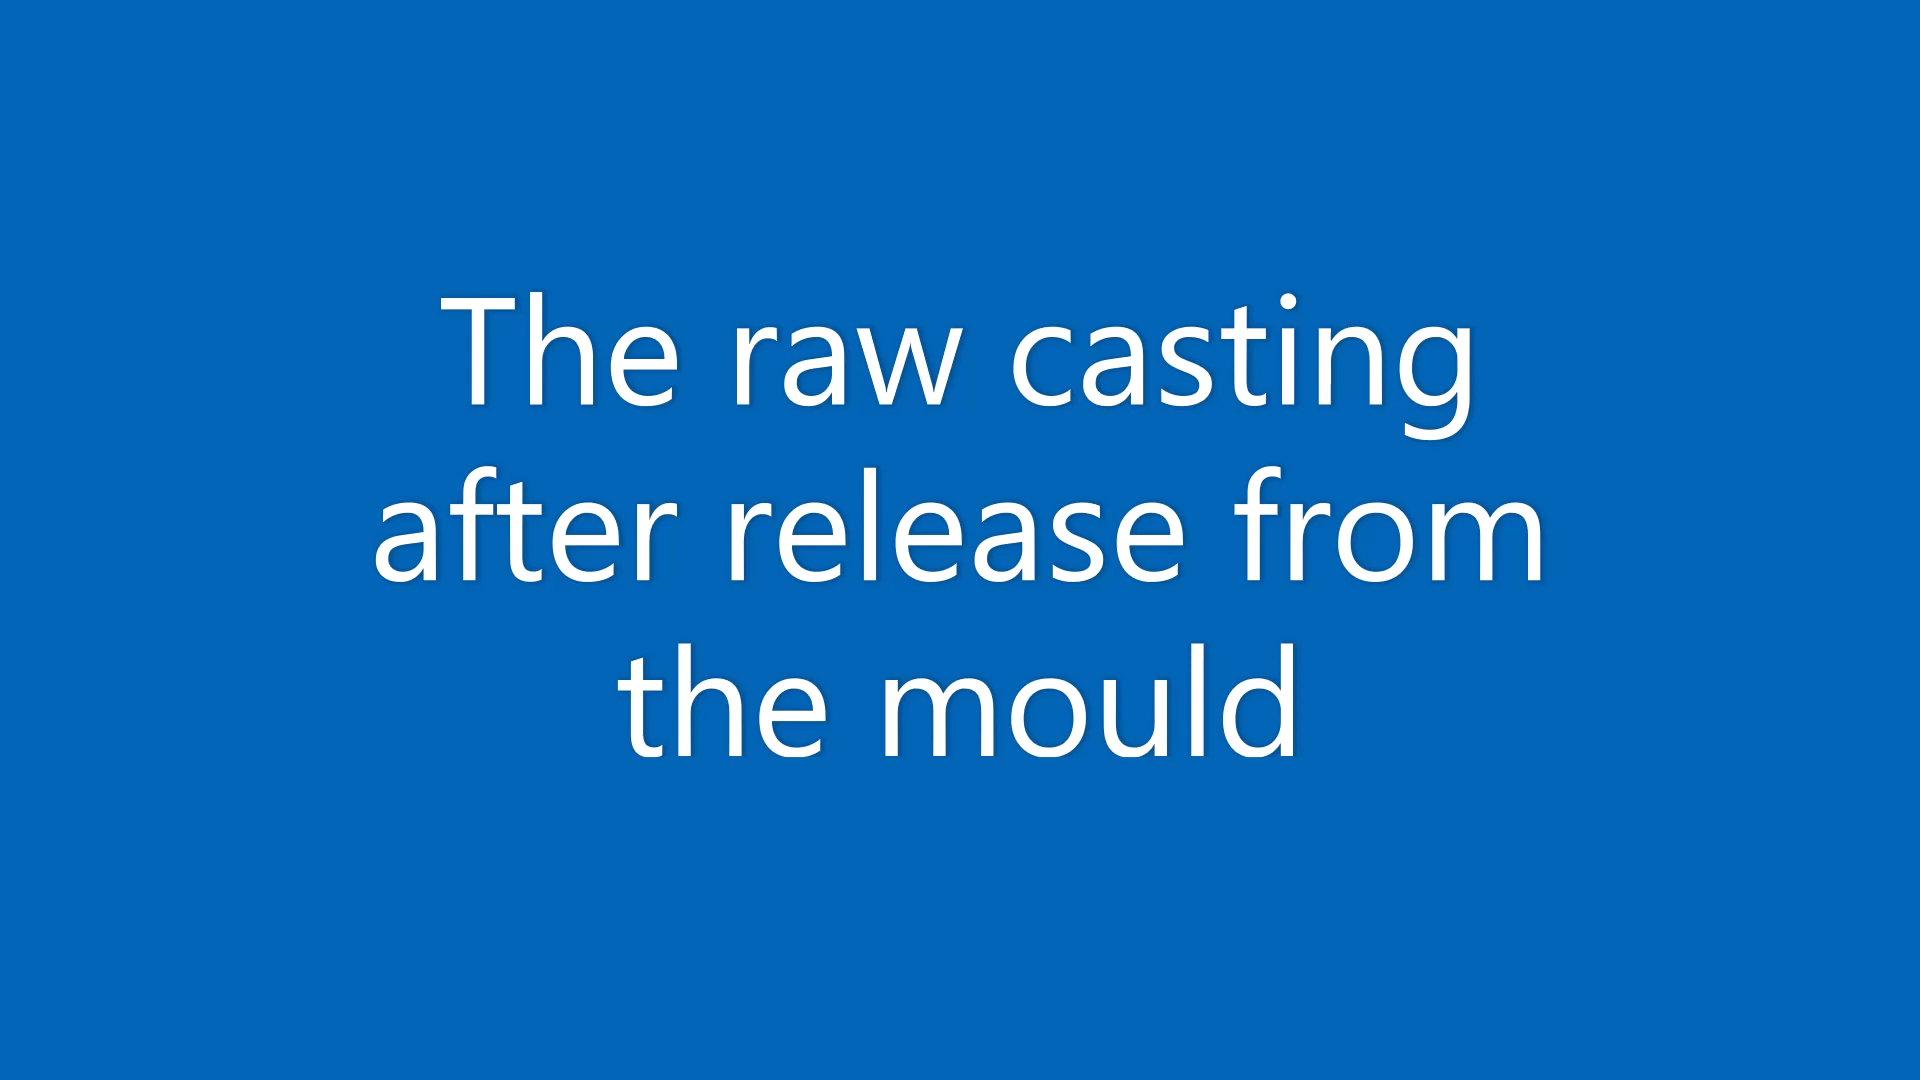 The raw casting
after release from
the mould